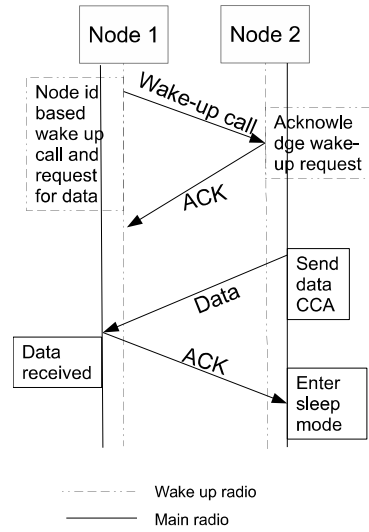 Node 1
Node 2
Node id
based
wake up
call and
request
for data
Wake-up call
Acknowle
dge wake-
up request
ACK
Send
data
CCA
Data
Data
received
ACK
Enter
sleep
mode
Wake up radio
Main radio